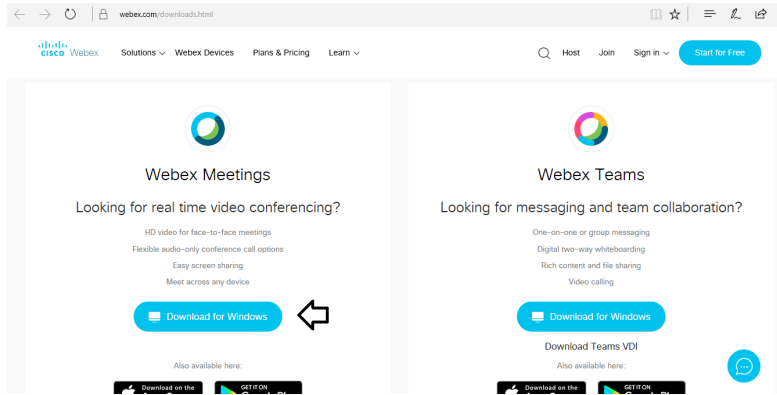 webex.com/downloads.html
CISCO Webex
Solutions
Webex Devices
Plans & Pricing
Learn
Host
Join
Sign in
Start for Free
Webex Meetings
Looking for real time video conferencing?
HD video for face-to-face meetings
Flexible audio-only conference call options
Easy screen sharing
Meet across any device
Download for Windows
Also available here:
Download on the
GET IT ON
Webex Teams
Looking for messaging and team collaboration?
One-on-one or group messaging
Digital two-way whiteboarding
Rich content and file sharing
Video calling
Download for Windows
Download Teams VDI
Also available here:
Download on the
GET IT ON